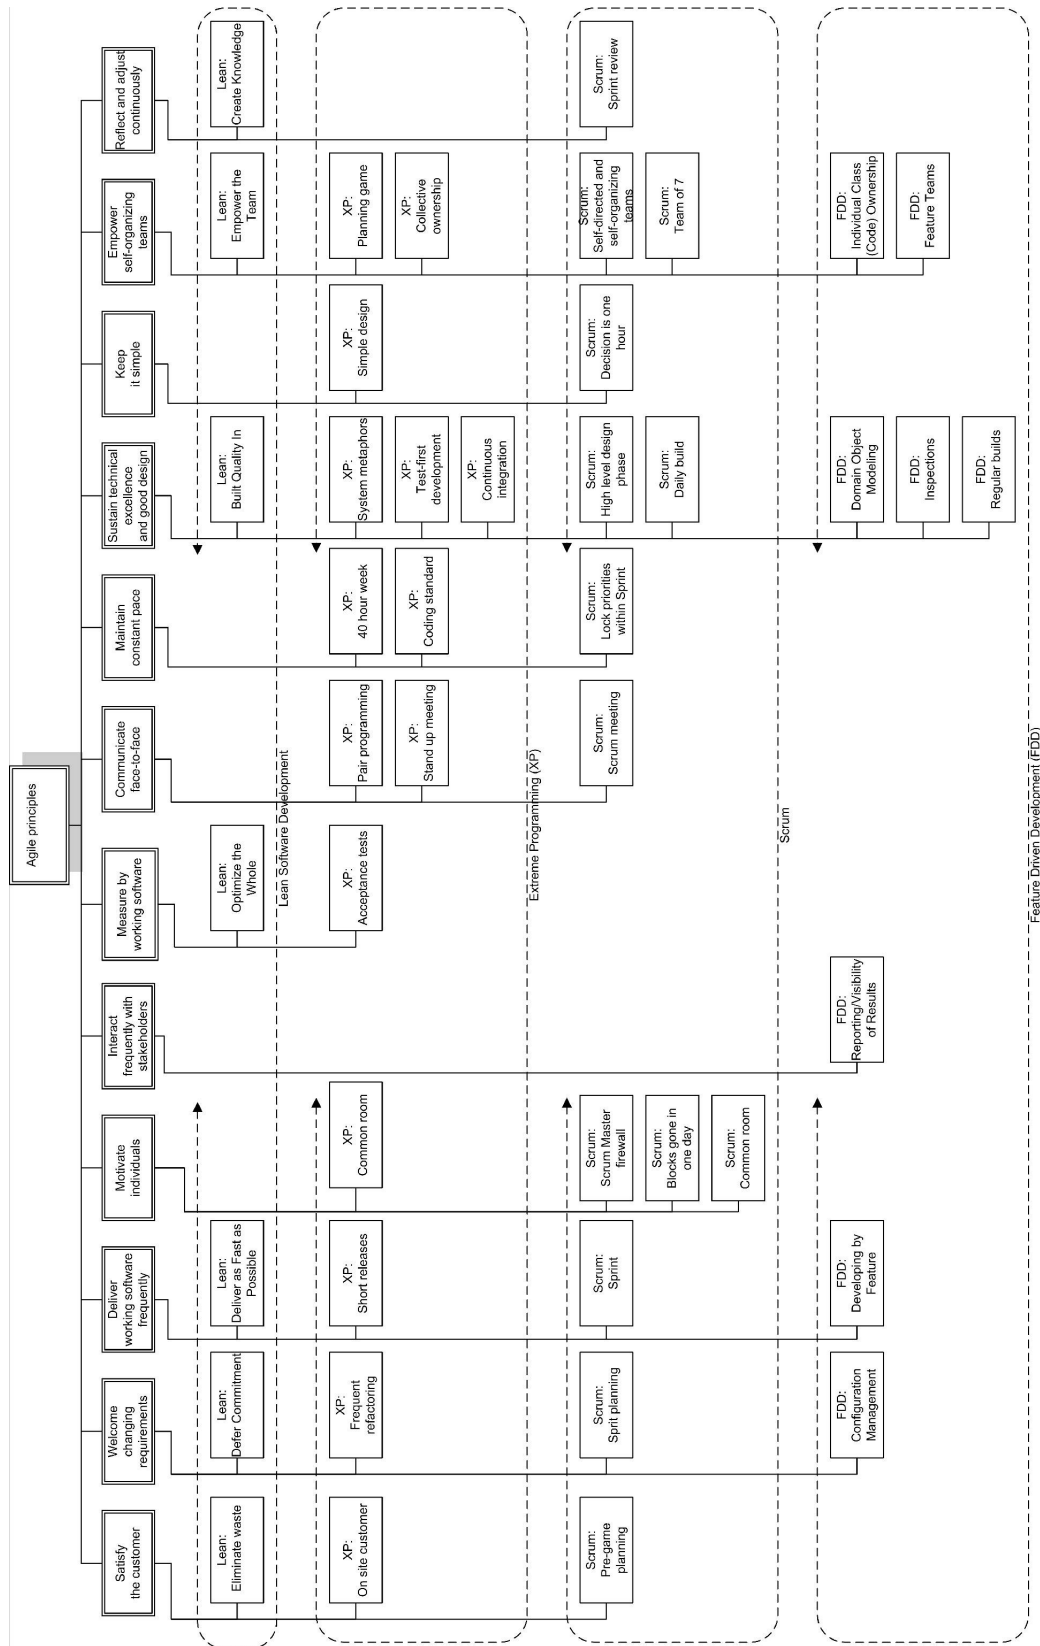 Agile principles
Satisfy
the customer
Welcome
changing
requirements
Deliver
working software
frequently
Motivate
individuals
Interact
frequently with
stakeholders
Measure by
working software
Communicate
face-to-face
Maintain
constant pace
Sustain technical
excellence
and good design
Keep
it simple
Empower
self-organizing
teams
Reflect and adjust
continuously
Lean:
Eliminate waste
Lean:
Defer Commitment
Lean:
Deliver as Fast as
Possible
Lean:
Optimize the
Whole
Lean:
Built Quality In
Lean:
Empower the
Team
Lean:
Create Knowledge
Lean Software Development
XP:
On site customer
XP:
Frequent
refactoring
XP:
Short releases
XP:
Common room
XP:
Acceptance tests
XP:
Pair programming
XP:
Stand up meeting
XP:
40 hour week
XP:
Coding standard
XP:
System metaphors
XP:
Test-first
development
XP:
Continuous
integration
XP:
Simple design
XP:
Planning game
XP:
Collective
ownership
Extreme Programming (XP)
Scrum:
Pre-game
planning
Scrum:
Sprit planning
Scrum:
Sprint
Scrum:
Scrum Master
firewall
Scrum:
Blocks gone in
one day
Scrum:
Common room
Scrum:
Scrum meeting
Scrum:
Lock priorities
within Sprint
Scrum:
High level design
phase
Scrum:
Daily build
Scrum:
Decision is one
hour
Scrum:
Self-directed and
self-organizing
teams
Scrum:
Team of 7
Scrum:
Sprint review
Scrum
FDD:
Configuration
Management
FDD:
Developing by
Feature
FDD:
Reporting/Visibility
of Results
FDD:
Domain Object
Modeling
FDD:
Inspections
FDD:
Regular builds
FDD:
Individual Class
(Code) Ownership
FDD:
Feature Teams
Feature Driven Development (FDD)